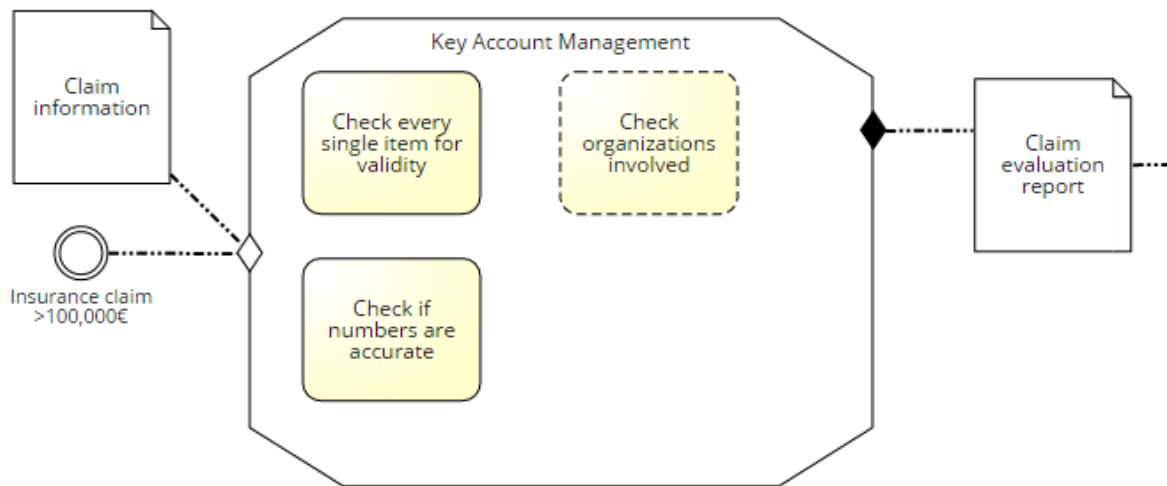 Key Account Management
Claim
information
Check every
single item for
validity
Check
organizations
involved
Claim
evaluation
report
Insurance claim
>100,000€
Check if
numbers are
accurate